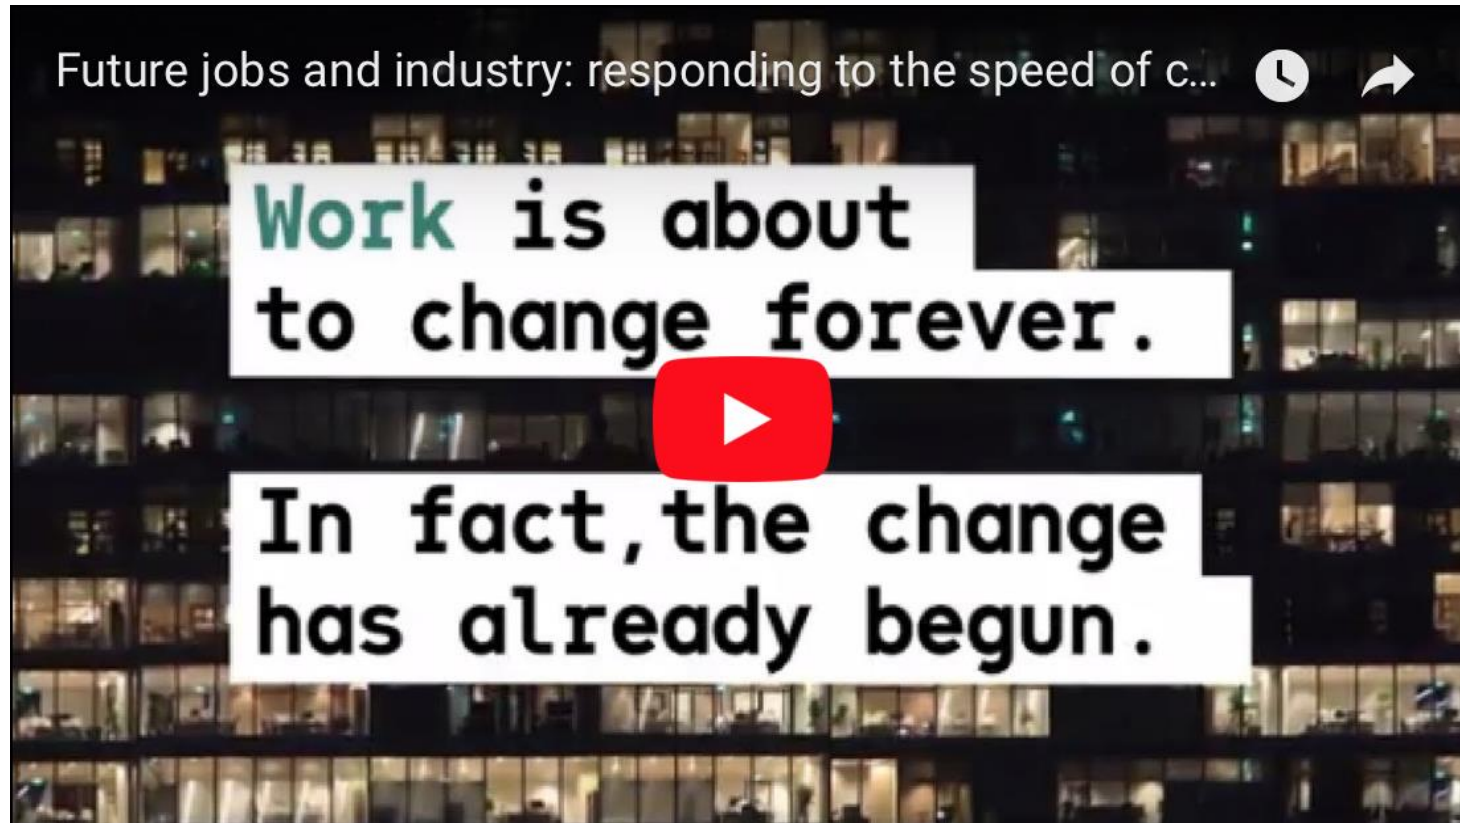 Future jobs and industry: responding to the speed of c...
Work is about
to change forever.
In fact,the change
has already begun.